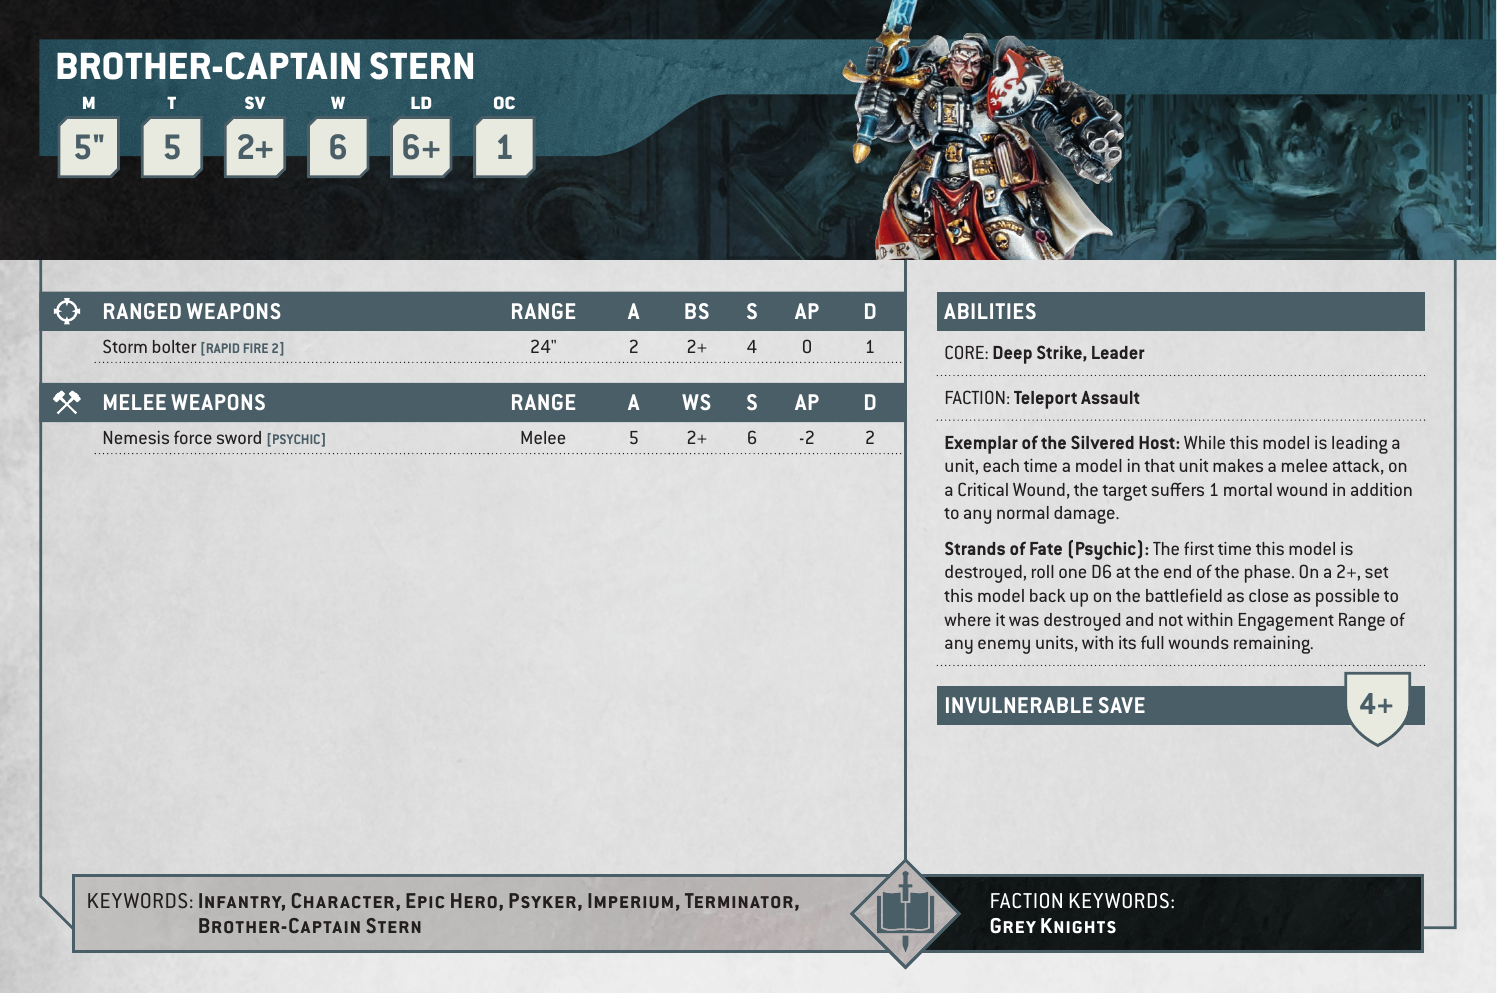 BROTHER-CAPTAIN STERN
M T SV W LD OC
5" 5 2+ 6 6+ 1
RANGED WEAPONS RANGE A BS S AP D
Storm bolter [RAPID FIRE 2] 24" 2 2+ 4 0 1
MELEE WEAPONS RANGE A WS S AP D
Nemesis force sword [PSYCHIC] Melee 5 2+ 6 -2 2
ABILITIES
CORE: Deep Strike, Leader
FACTION: Teleport Assault
Exemplar of the Silvered Host: While this model is leading a
unit, each time a model in that unit makes a melee attack, on
a Critical Wound, the target suffers 1 mortal wound in addition
to any normal damage.
Strands of Fate (Psychic): The first time this model is
destroyed, roll one D6 at the end of the phase. On a 2+, set
this model back up on the battlefield as close as possible to
where it was destroyed and not within Engagement Range of
any enemy units, with its full wounds remaining.
INVULNERABLE SAVE 4+
KEYWORDS: INFANTRY, CHARACTER, EPIC HERO, PSYKER, IMPERIUM, TERMINATOR,
BROTHER-CAPTAIN STERN
FACTION KEYWORDS:
GREY KNIGHTS